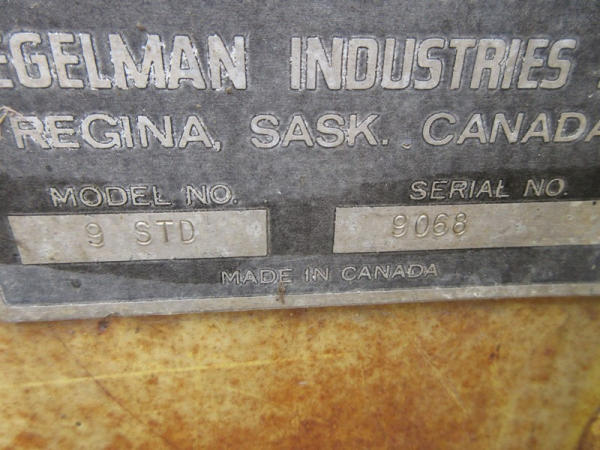 EGELMAN INDUSTRIES
REGINA, SASK. CANADA
MODEL NO. SERIAL NO.
9 STD 9068
MADE IN CANADA